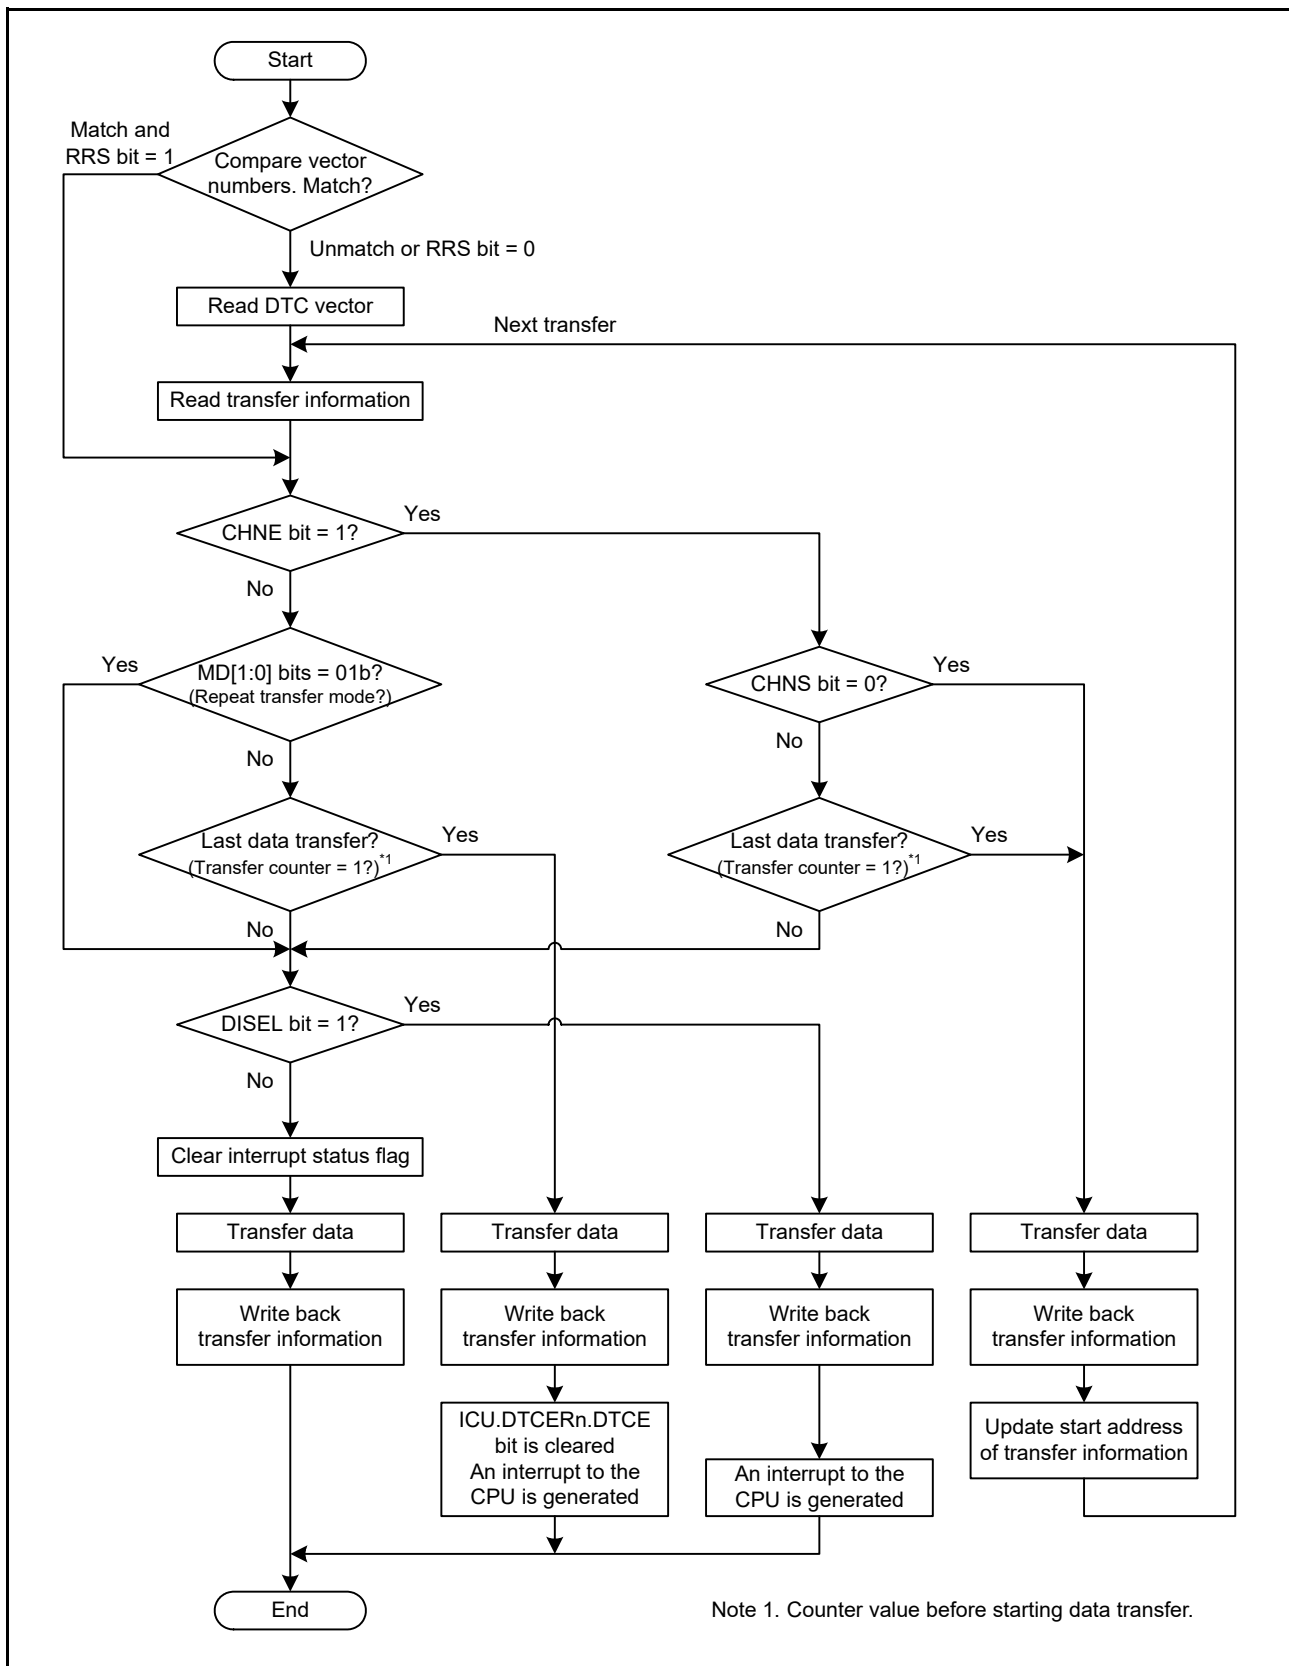 Start
Match and
RRS bit = 1
Compare vector
numbers. Match?
Unmatch or RRS bit = 0
Read DTC vector
Next transfer
Read transfer information
CHNE bit = 1?
Yes
No
MD[1:0] bits = 01b?
(Repeat transfer mode?)
Yes
No
CHNS bit = 0?
Yes
No
Last data transfer?
(Transfer counter = 1?)*1
Yes
No
Last data transfer?
(Transfer counter = 1?)*1
Yes
No
DISEL bit = 1?
Yes
No
Clear interrupt status flag
Transfer data
Transfer data
Transfer data
Transfer data
Write back
transfer information
Write back
transfer information
Write back
transfer information
Write back
transfer information
ICU.DTCERn.DTCE
bit is cleared
An interrupt to the
CPU is generated
An interrupt to the
CPU is generated
Update start address
of transfer information
End
Note 1. Counter value before starting data transfer.